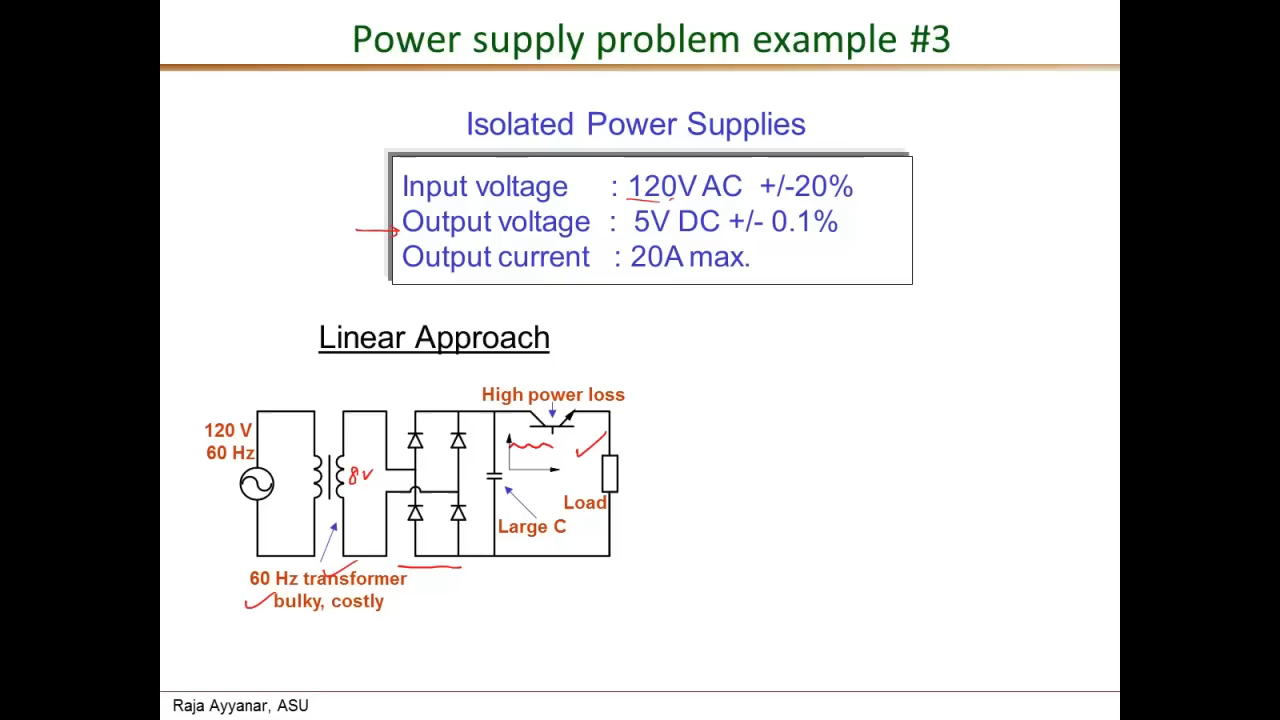 Power supply problem example #3
Isolated Power Supplies
Input voltage : 120V AC +/-20%
Output voltage : 5V DC +/- 0.1%
Output current : 20A max.
Linear Approach
High power loss
120 V
60 Hz
8v
Load
Large C
60 Hz transformer
bulky, costly
Raja Ayyanar, ASU